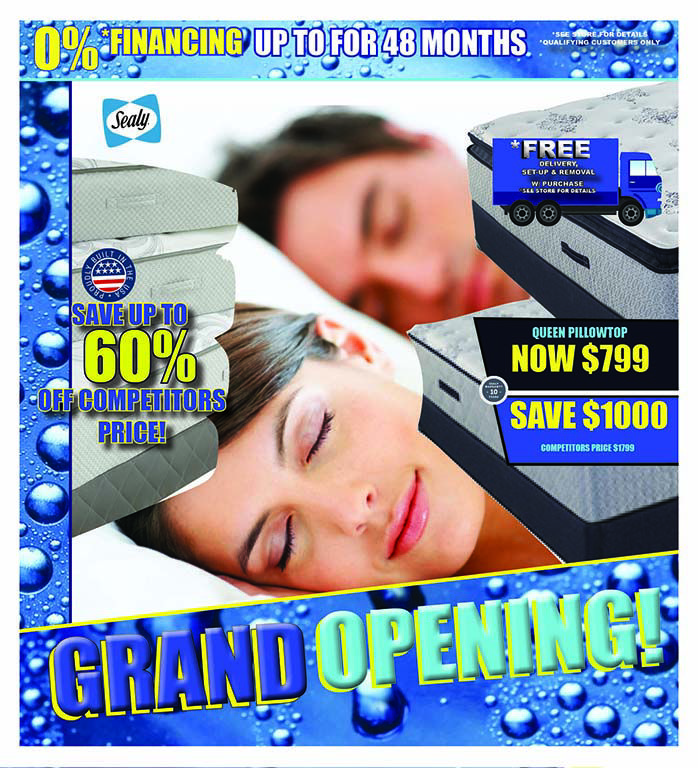 0% *FINANCING UP TO FOR 48 MONTHS
*SEE STORE FOR DETAILS
*QUALIFYING CUSTOMERS ONLY
Sealy
*FREE
DELIVERY,
SET-UP & REMOVAL
W/ PURCHASE
*SEE STORE FOR DETAILS
PROUDLY BUILT IN THE USA
SAVE UP TO
60%
OFF COMPETITORS
PRICE!
QUEEN PILLOWTOP
NOW $799
10
SAVE $1000
COMPETITORS PRICE $1799
GRAND OPENING!